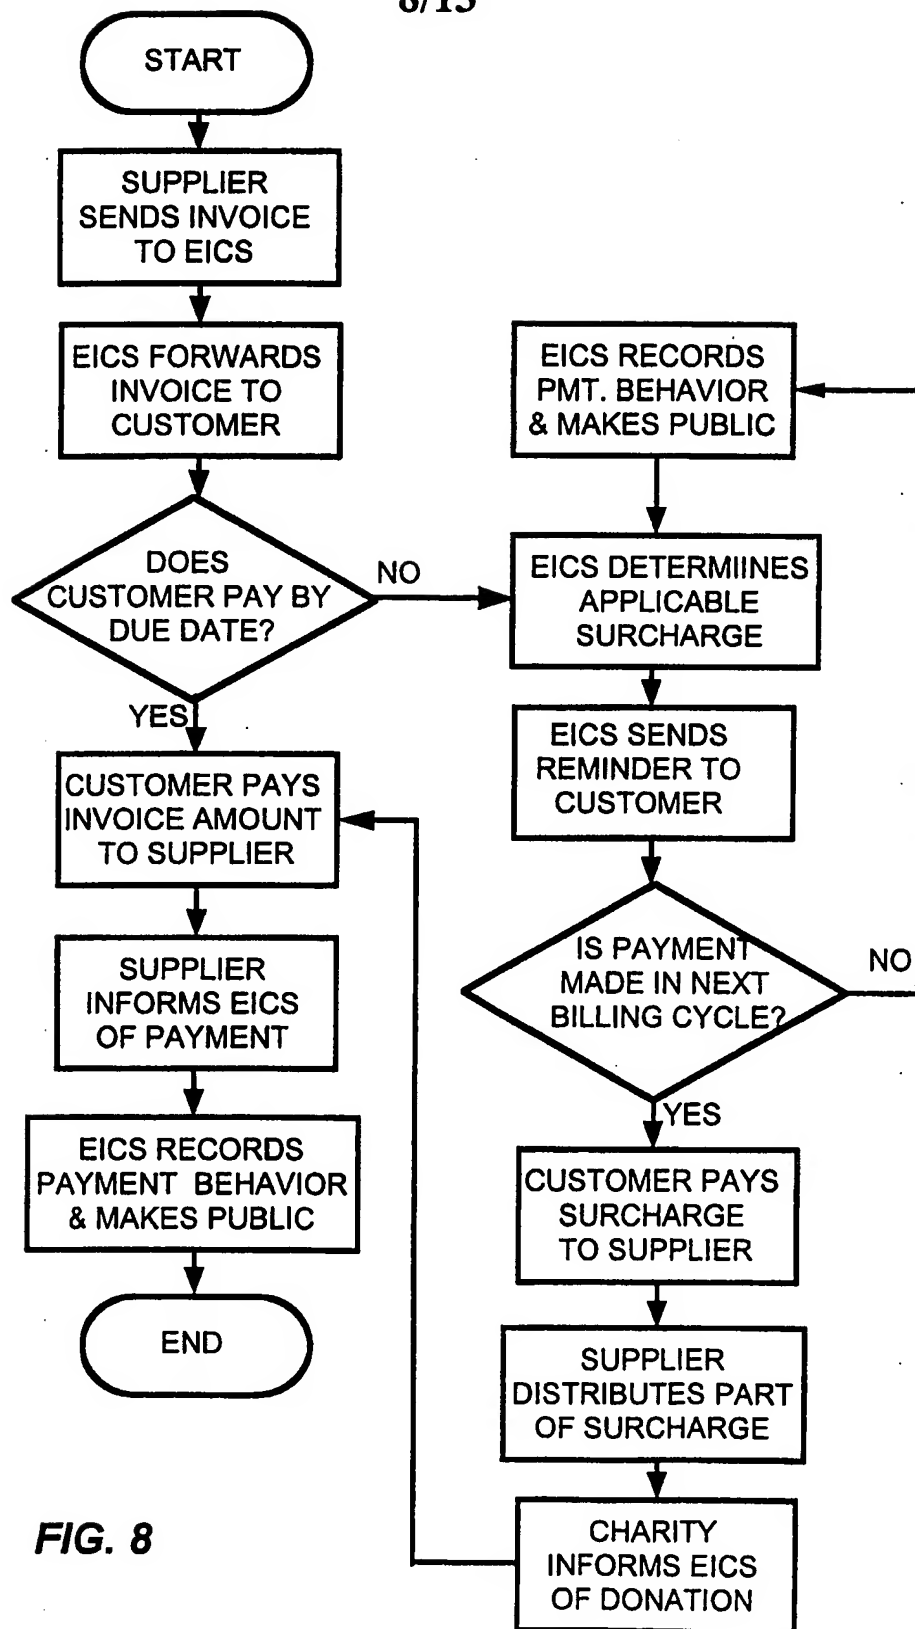 8/13
START
SUPPLIER
SENDS INVOICE
TO EICS
EICS FORWARDS
INVOICE TO
CUSTOMER
DOES
CUSTOMER PAY BY
DUE DATE?
NO
YES
CUSTOMER PAYS
INVOICE AMOUNT
TO SUPPLIER
SUPPLIER
INFORMS EICS
OF PAYMENT
EICS RECORDS
PAYMENT BEHAVIOR
& MAKES PUBLIC
END
EICS RECORDS
PMT. BEHAVIOR
& MAKES PUBLIC
EICS DETERMIINES
APPLICABLE
SURCHARGE
EICS SENDS
REMINDER TO
CUSTOMER
IS PAYMENT
MADE IN NEXT
BILLING CYCLE?
NO
YES
CUSTOMER PAYS
SURCHARGE
TO SUPPLIER
SUPPLIER
DISTRIBUTES PART
OF SURCHARGE
CHARITY
INFORMS EICS
OF DONATION
FIG. 8